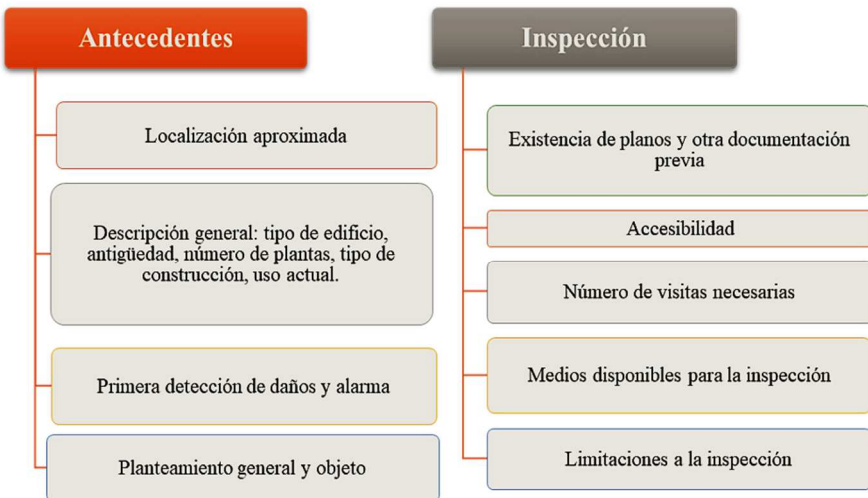 Antecedentes
Localización aproximada
Descripción general: tipo de edificio,
antigüedad, número de plantas, tipo de
construcción, uso actual.
Primera detección de daños y alarma
Planteamiento general y objeto
Inspección
Existencia de planos y otra documentación
previa
Accesibilidad
Número de visitas necesarias
Medios disponibles para la inspección
Limitaciones a la inspección